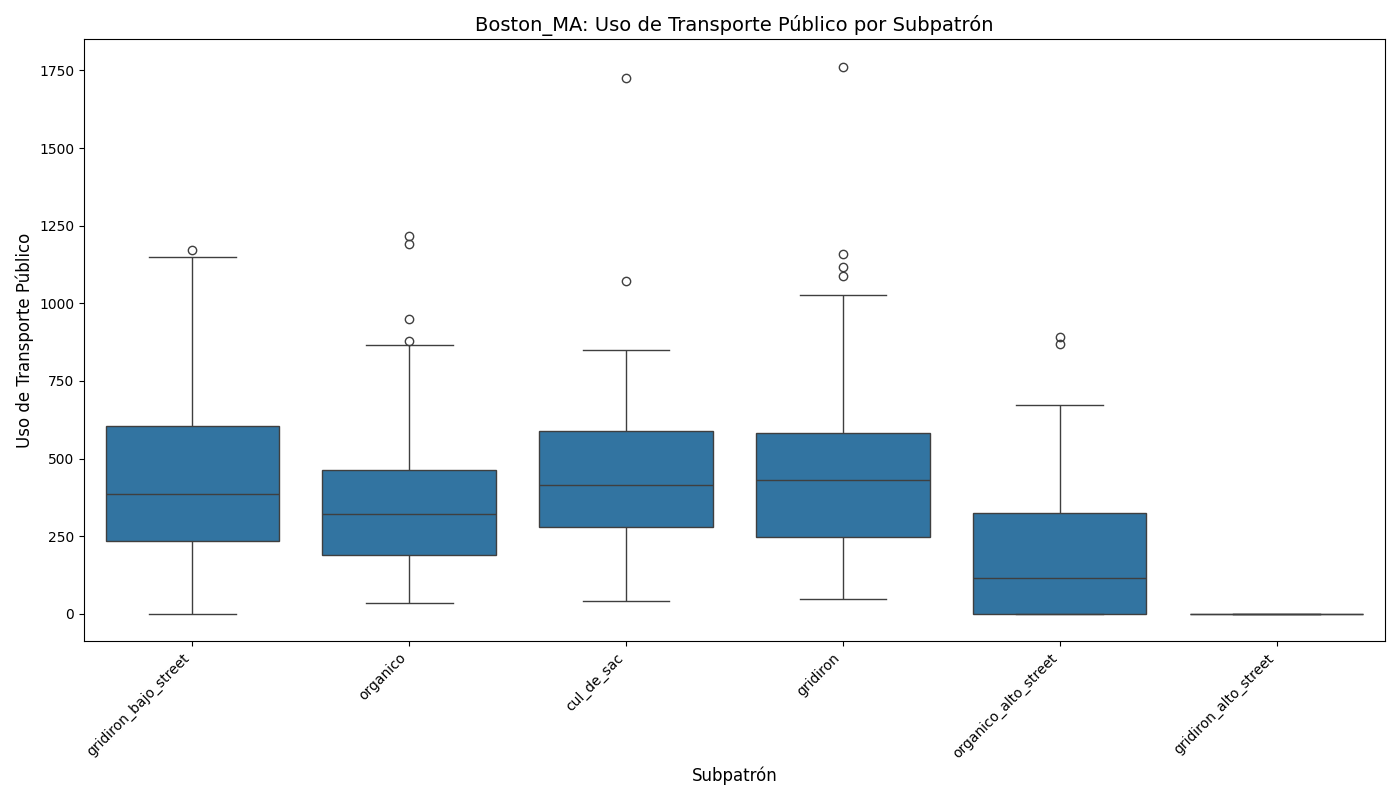 Boston_MA: Uso de Transporte Público por Subpatrón
Uso de Transporte Público
1750
1500
1250
1000
750
500
250
0
gridiron_bajo_street
organico
cul_de_sac
gridiron
organico_alto_street
gridiron_alto_street
Subpatrón